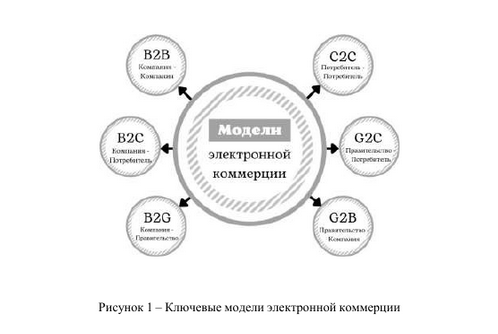 B2B
Компания -
Компания
C2C
Потребитель -
Потребитель
B2C
Компания -
Потребитель
Модели
электронной
коммерции
G2C
Правительство -
Потребитель
B2G
Компания -
Правительство
G2B
Правительство -
Компания
Рисунок 1 – Ключевые модели электронной коммерции